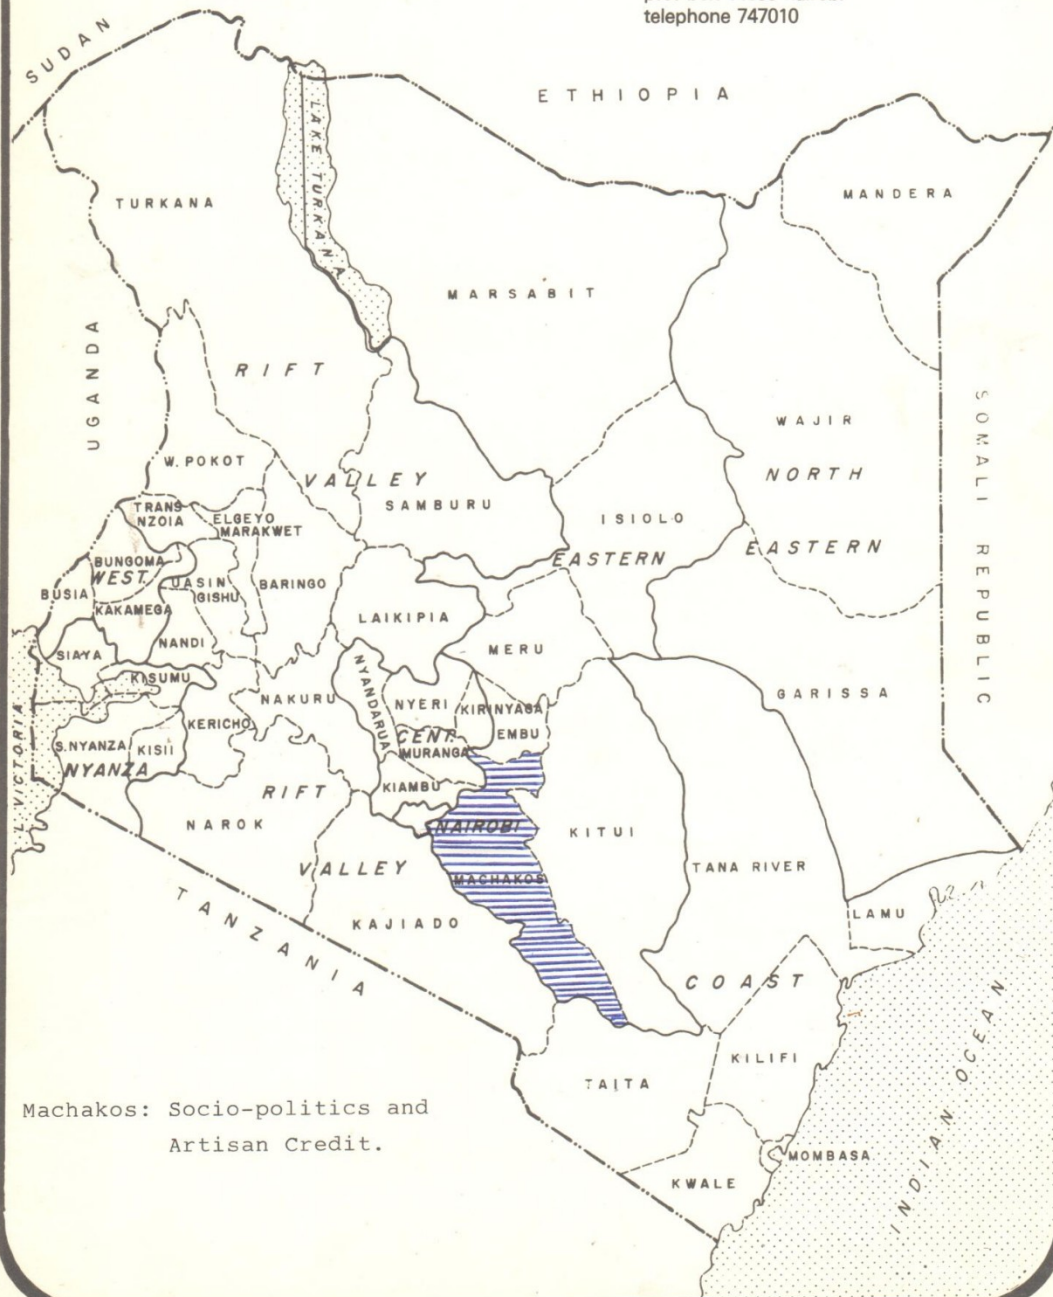 telephone 747010
SUDAN
ETHIOPIA
LAKE TURKANA
MANDERA
TURKANA
MARSABIT
UGANDA
RIFT
WAJIR
SOMALI REPUBLIC
W. POKOT
NORTH
VALLEY
SAMBURU
TRANS
NZOIA
ELGEYO
MARAKWET
ISIOLO
EASTERN
EASTERN
BUNGOMA
WEST.
UASIN
GISHU
BARINGO
BUSIA
KAKAMEGA
LAIKIPIA
NANDI
SIAYA
MERU
KISUMU
NYANDARUA
NAKURU
NYERI
KIRINYAGA
GARISSA
KERICHO
L. VICTORIA
CENT.
EMBU
S.NYANZA
KISII
MURANGA
NYANZA
KIAMBU
RIFT
NAROK
NAIROBI
KITUI
VALLEY
TANA RIVER
MACHAKOS
TANZANIA
KAJIADO
LAMU
COAST
INDIAN OCEAN
KILIFI
TAITA
Machakos: Socio-politics and
Artisan Credit.
MOMBASA
KWALE